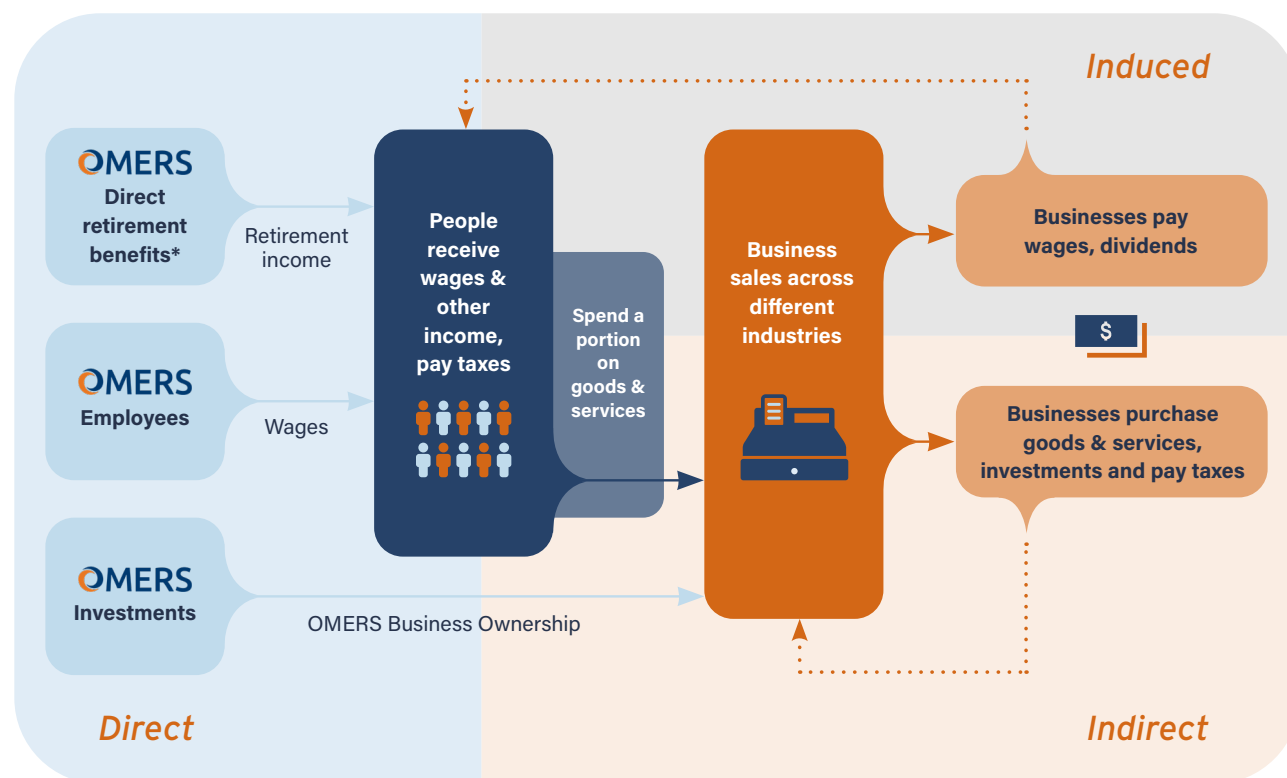 Induced
OMERS
Direct
retirement
benefits*
Retirement
income
People
receive
wages &
other
income,
pay taxes
Spend a
portion
on
goods &
services
Business
sales across
different
industries
Businesses pay
wages, dividends
$
OMERS
Employees
Wages
Businesses purchase
goods & services,
investments and pay taxes
OMERS
Investments
OMERS Business Ownership
Direct
Indirect